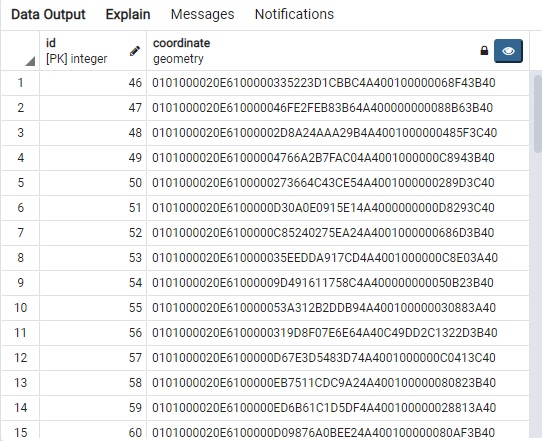 Data Output Explain Messages Notifications
id coordinate
[PK] integer geometry
1 46 0101000020E6100000335223D1CBBC4A400100000068F43B40
2 47 0101000020E610000046FE2FEB83B64A400000000088B63B40
3 48 0101000020E61000002D8A24AAA29B4A4001000000485F3C40
4 49 0101000020E61000004766A2B7FAC04A4001000000C8943B40
5 50 0101000020E6100000273664C43CE54A4001000000289D3C40
6 51 0101000020E6100000D30A0E0915E14A4000000000D8293C40
7 52 0101000020E6100000C85240275EA24A4001000000686D3B40
8 53 0101000020E610000035EEDDA917CD4A4001000000C8E03A40
9 54 0101000020E61000009D491611758C4A400000000050B23B40
10 55 0101000020E610000053A312B2DDB94A400100000030883A40
11 56 0101000020E6100000319D8F07E6E64A40C49DD2C1322D3B40
12 57 0101000020E6100000D67E3D5483D74A4001000000C0413C40
13 58 0101000020E6100000EB7511CDC9A24A400100000080823B40
14 59 0101000020E6100000ED6B61C1D5DF4A400100000028813A40
15 60 0101000020E6100000D09876A0BEE24A400100000080AF3B40